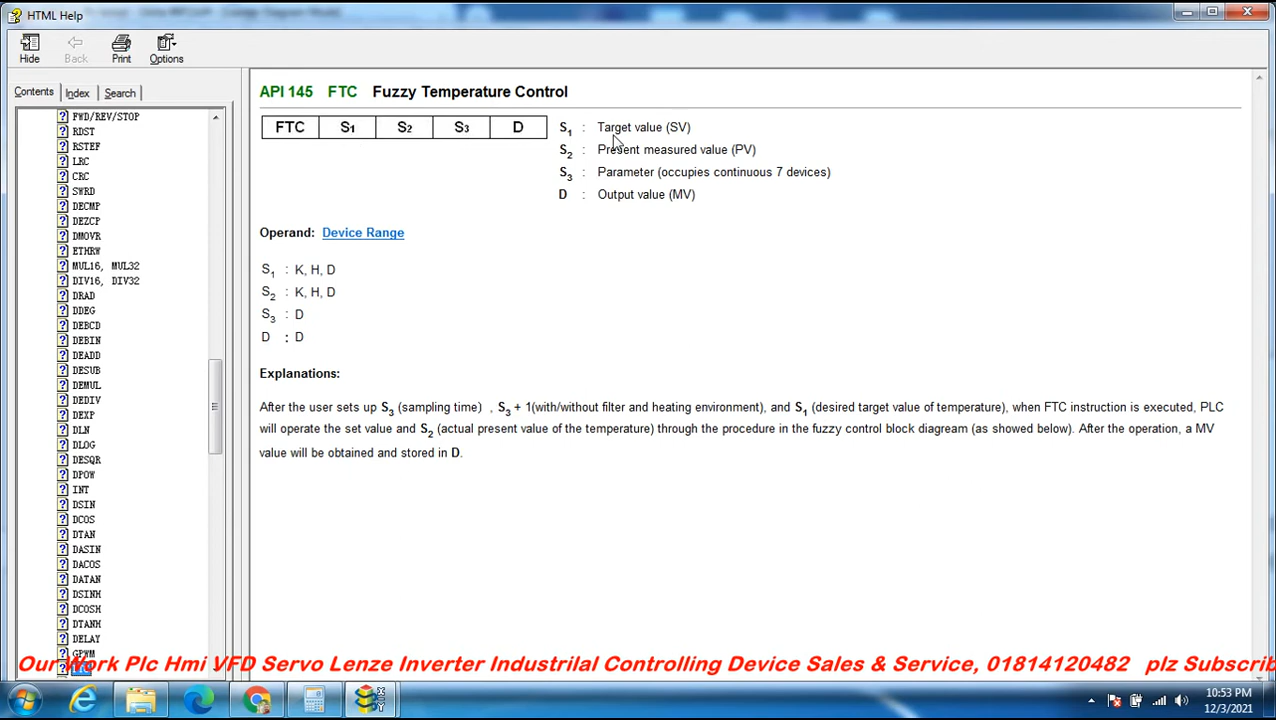 HTML Help
Hide
Back
Print
Options
Contents
Index
Search
FWD/REV/STOP
RDST
RSTEF
LRC
CRC
SWRD
DECMP
DEZCP
DMOVR
ETHRW
MUL16, MUL32
DIV16, DIV32
DRAD
DDEG
DEBCD
DEBIN
DEADD
DESUB
DEMUL
DEDIV
DEXP
DLN
DLOG
DESQR
DPOW
INT
DSIN
DCOS
DTAN
DASIN
DACOS
DATAN
DSINH
DCOSH
DTANH
DELAY
GPWM
API 145 FTC Fuzzy Temperature Control
FTC S1 S2 S3 D
S1 : Target value (SV)
S2 : Present measured value (PV)
S3 : Parameter (occupies continuous 7 devices)
D : Output value (MV)
Operand: Device Range
S1 : K, H, D
S2 : K, H, D
S3 : D
D : D
Explanations:
After the user sets up S3 (sampling time) , S3 + 1(with/without filter and heating environment), and S1 (desired target value of temperature), when FTC instruction is executed, PLC
will operate the set value and S2 (actual present value of the temperature) through the procedure in the fuzzy control block diagream (as showed below). After the operation, a MV
value will be obtained and stored in D.
Our Work Plc Hmi VFD Servo Lenze Inverter Industrilal Controlling Device Sales & Service, 01814120482 plz Subscrib
10:53 PM
12/3/2021